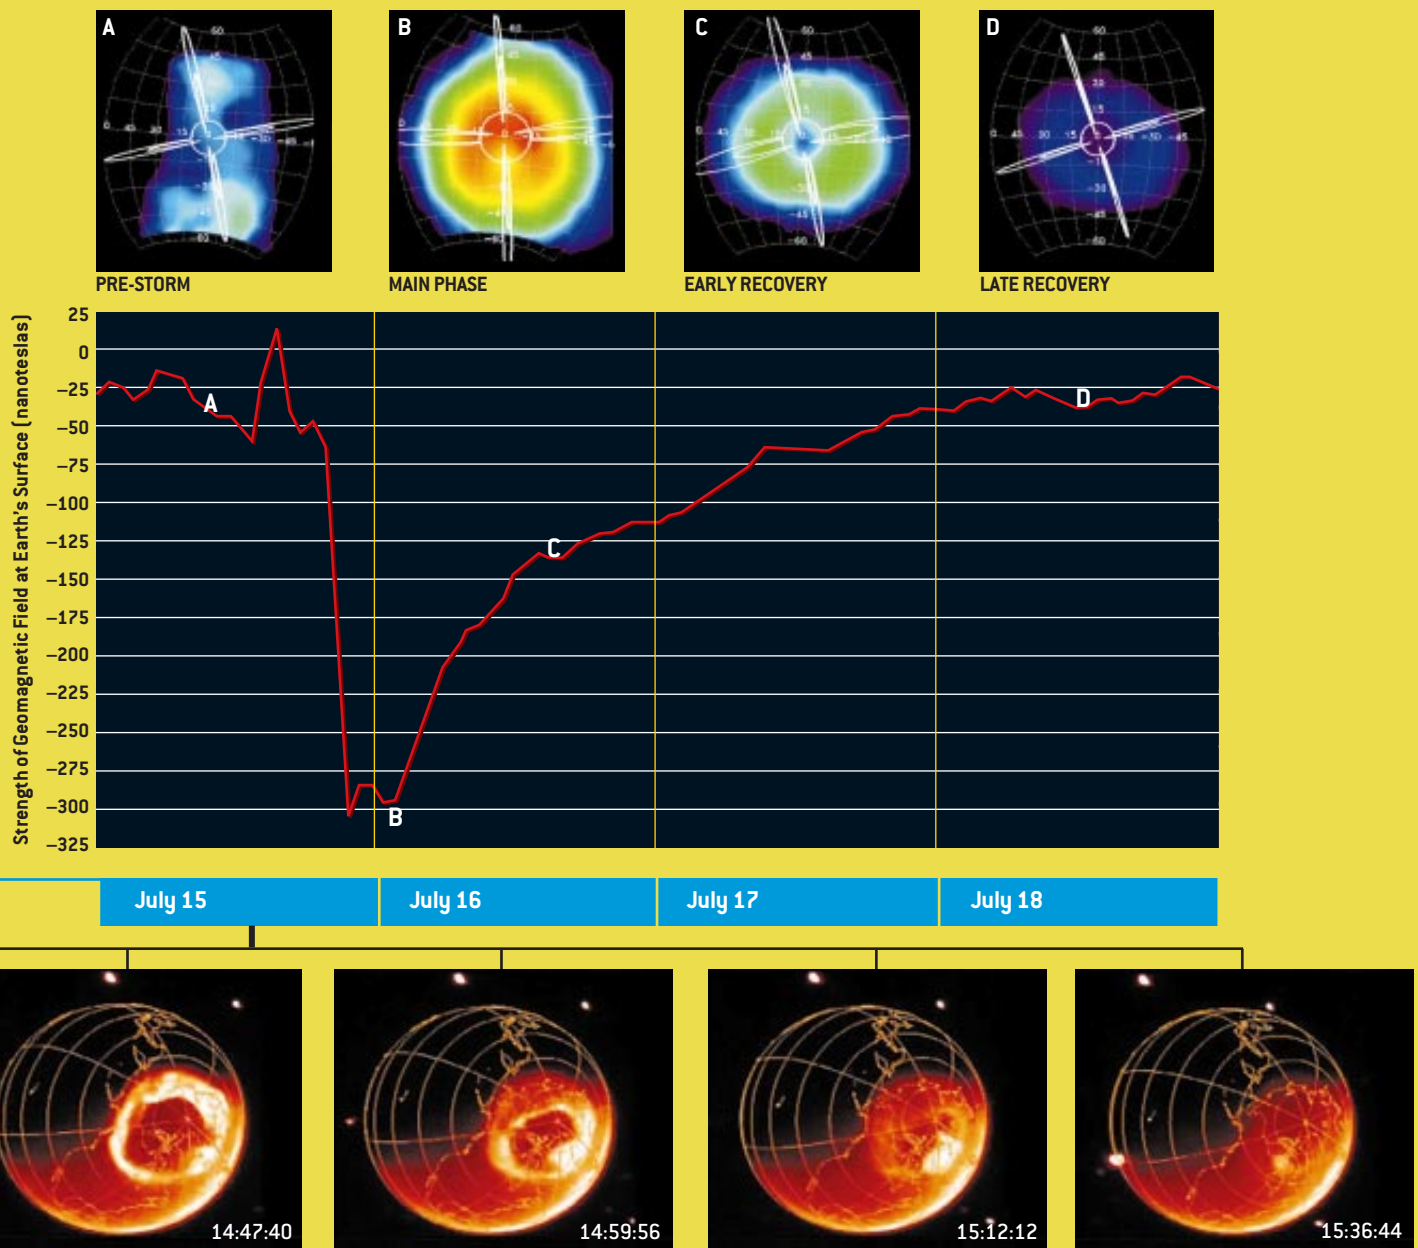 A
B
C
D
PRE-STORM
MAIN PHASE
EARLY RECOVERY
LATE RECOVERY
Strength of Geomagnetic Field at Earth's Surface (nanoteslas)
25
0
−25
−50
−75
−100
−125
−150
−175
−200
−225
−250
−275
−300
−325
A
B
C
D
July 15
July 16
July 17
July 18
14:47:40
14:59:56
15:12:12
15:36:44